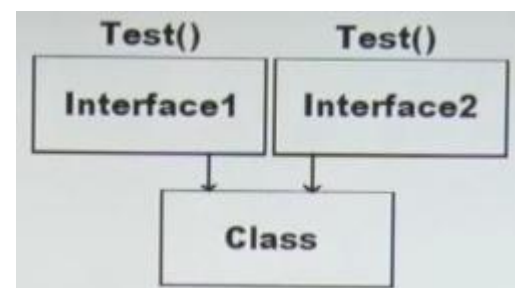 Test() Test()
Interface1 Interface2
Class